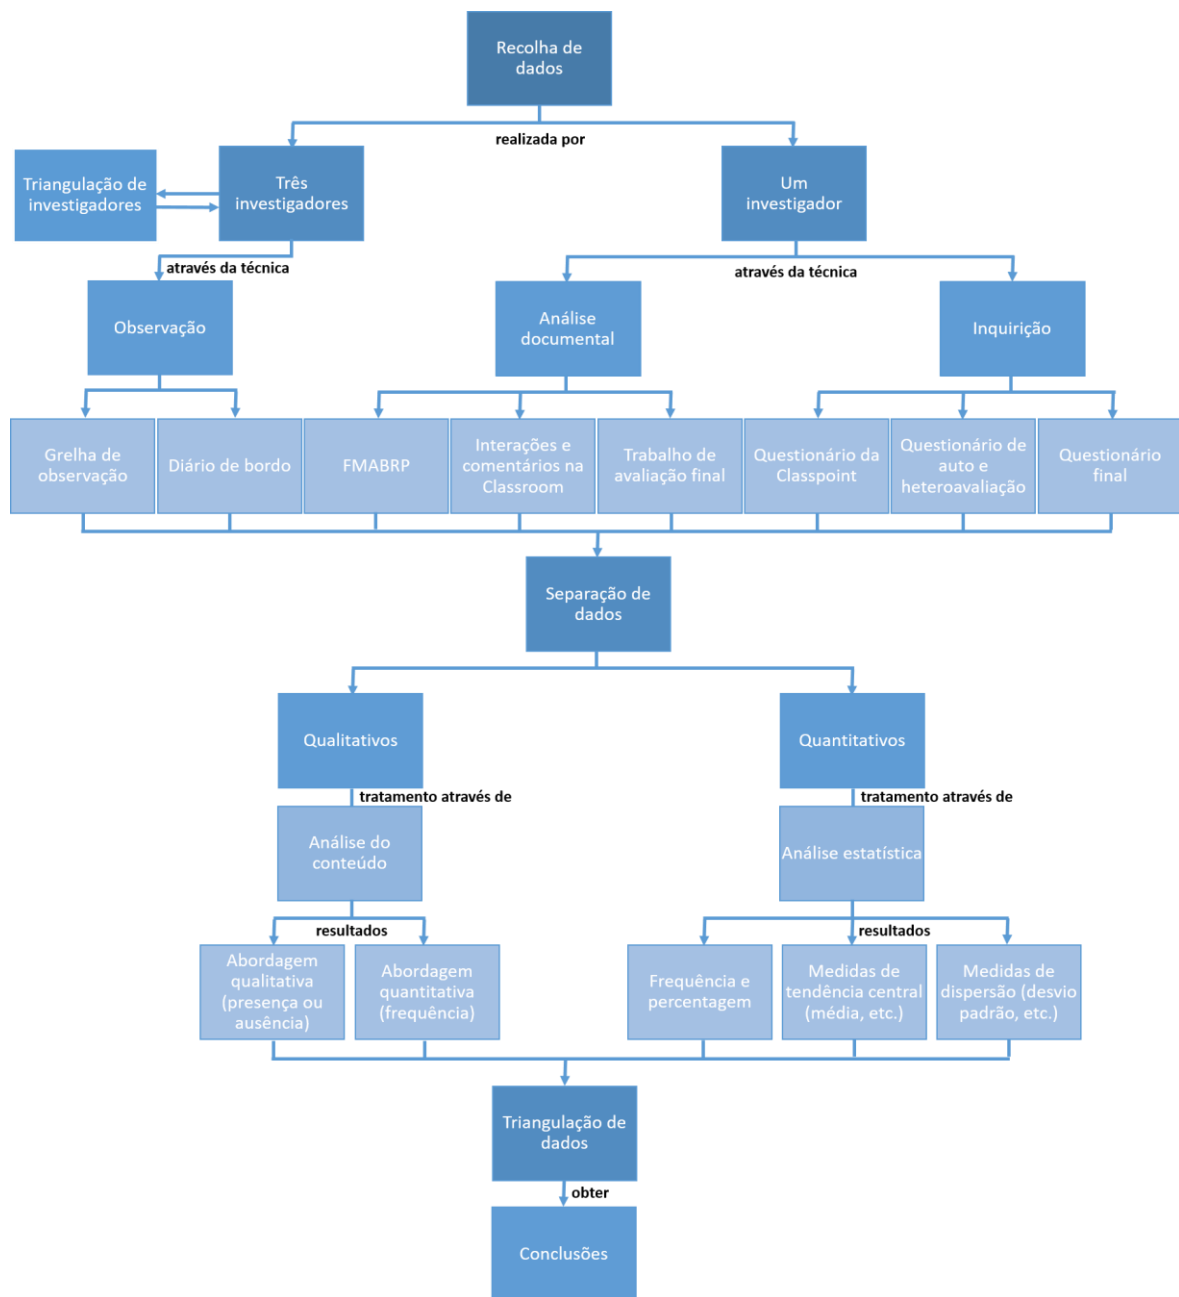 Recolha de
dados
realizada por
Triangulação de
investigadores
Três
investigadores
Um
investigador
através da técnica
através da técnica
Observação
Análise
documental
Inquirição
Grelha de
observação
Diário de bordo
FMABRP
Interações e
comentários na
Classroom
Trabalho de
avaliação final
Questionário da
Classpoint
Questionário de
auto e
heteroavaliação
Questionário
final
Separação de
dados
Qualitativos
Quantitativos
tratamento através de
tratamento através de
Análise do
conteúdo
Análise estatística
resultados
resultados
Abordagem
qualitativa
(presença ou
ausência)
Abordagem
quantitativa
(frequência)
Frequência e
percentagem
Medidas de
tendência central
(média, etc.)
Medidas de
dispersão (desvio
padrão, etc.)
Triangulação de
dados
obter
Conclusões